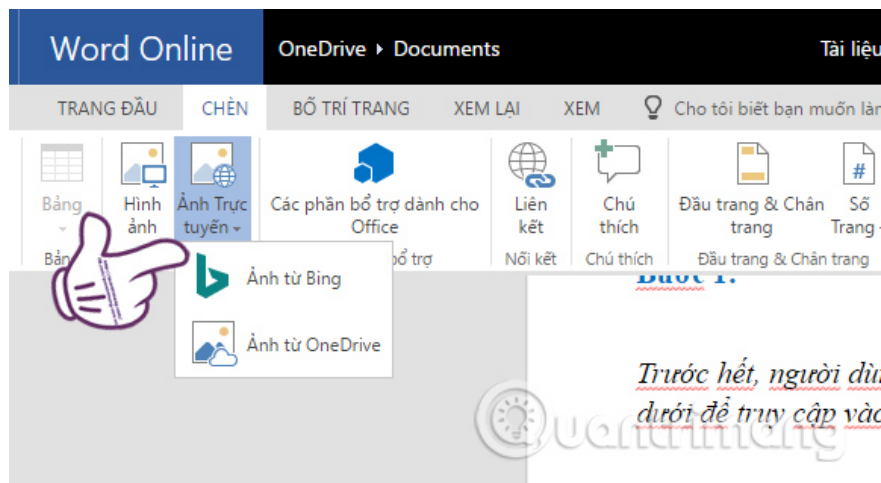 Word Online
OneDrive ▸ Documents
Tài liệu
TRANG ĐẦU CHÈN BỐ TRÍ TRANG XEM LẠI XEM Cho tôi biết bạn muốn làm
Bảng
Hình ảnh
Ảnh Trực tuyến
Các phần bổ trợ dành cho Office
Liên kết
Chú thích
Đầu trang & Chân trang
Số Trang
#
bổ trợ
Nối kết
Chú thích
Đầu trang & Chân trang
Ảnh từ Bing
Ảnh từ OneDrive
Bước 1:
Trước hết, người
dưới để truy cập
Quantrimang